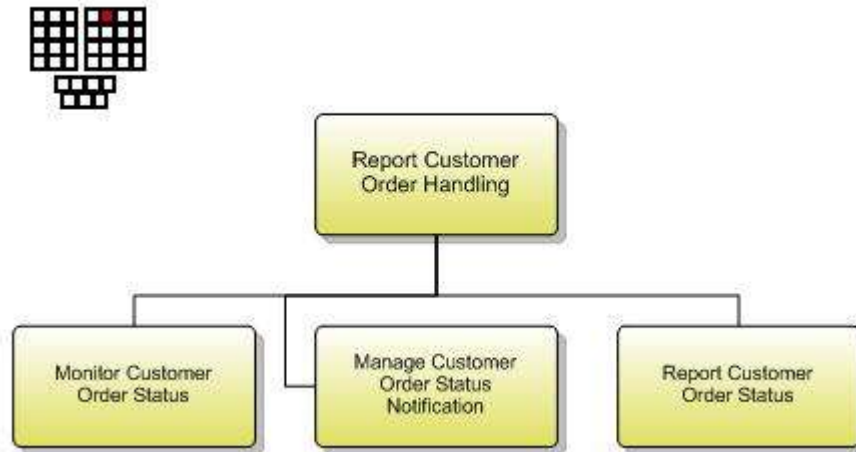 Report Customer
Order Handling
Monitor Customer
Order Status
Manage Customer
Order Status
Notification
Report Customer
Order Status